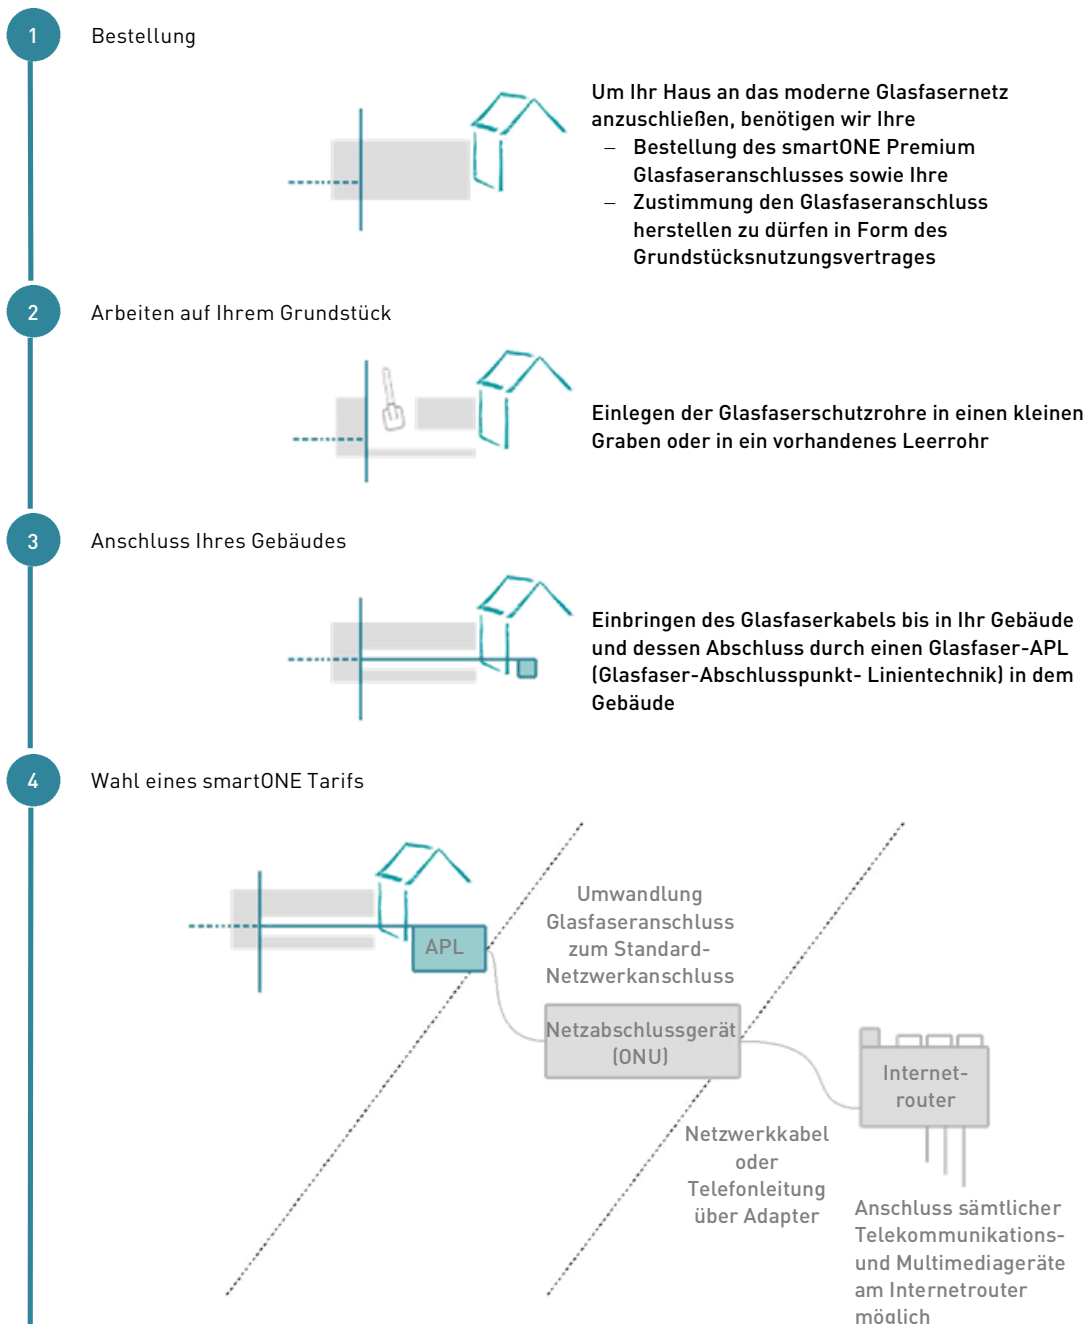 1
Bestellung
Um Ihr Haus an das moderne Glasfasernetz
anzuschließen, benötigen wir Ihre
– Bestellung des smartONE Premium
Glasfaseranschlusses sowie Ihre
– Zustimmung den Glasfaseranschluss
herstellen zu dürfen in Form des
Grundstücksnutzungsvertrages
2
Arbeiten auf Ihrem Grundstück
Einlegen der Glasfaserschutzrohre in einen kleinen
Graben oder in ein vorhandenes Leerrohr
3
Anschluss Ihres Gebäudes
Einbringen des Glasfaserkabels bis in Ihr Gebäude
und dessen Abschluss durch einen Glasfaser-APL
(Glasfaser-Abschlusspunkt- Linientechnik) in dem
Gebäude
4
Wahl eines smartONE Tarifs
APL
Umwandlung
Glasfaseranschluss
zum Standard-
Netzwerkanschluss
Netzabschlussgerät
(ONU)
Internet-
router
Netzwerkkabel
oder
Telefonleitung
über Adapter
Anschluss sämtlicher
Telekommunikations-
und Multimediageräte
am Internetrouter
möglich